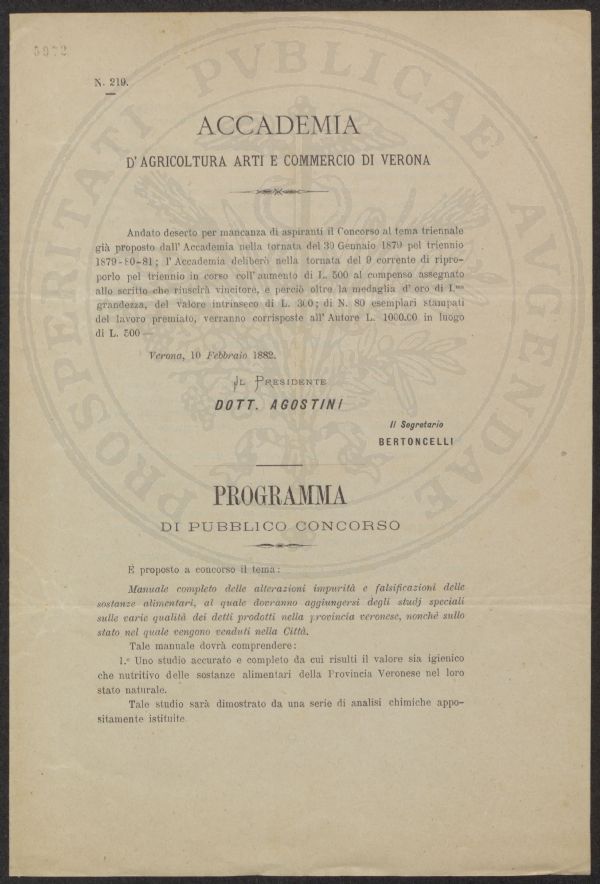 5972
N. 219.
ACCADEMIA
D' AGRICOLTURA ARTI E COMMERCIO DI VERONA
Andato deserto per mancanza di aspiranti il Concorso al tema triennale
già proposto dall' Accademia nella tornata del 30 Gennaio 1879 pel triennio
1879-80-81; l' Accademia deliberò nella tornata del 9 corrente di ripro-
porlo pel triennio in corso coll' aumento di L. 500 al compenso assegnato
allo scritto che riuscirà vincitore, e perciò oltre la medaglia d' oro di I.ma
grandezza, del valore intrinseco di L. 300; di N. 80 esemplari stampati
del lavoro premiato, verranno corrisposte all' Autore L. 1000.00 in luogo
di L. 500 —
Verona, 10 Febbraio 1882.
IL PRESIDENTE
DOTT. AGOSTINI
Il Segretario
BERTONCELLI
PROGRAMMA
DI PUBBLICO CONCORSO
È proposto a concorso il tema:
Manuale completo delle alterazioni impurità e falsificazioni delle
sostanze alimentari, al quale dovranno aggiungersi degli studj speciali
sulle varie qualità dei detti prodotti nella provincia veronese, nonchè sullo
stato nel quale vengono venduti nella Città.
Tale manuale dovrà comprendere:
1.º Uno studio accurato e completo da cui risulti il valore sia igienico
che nutritivo delle sostanze alimentari della Provincia Veronese nel loro
stato naturale.
Tale studio sarà dimostrato da una serie di analisi chimiche appo-
sitamente istituite.
PROSPERITATI PVBLICAE AVGENDAE